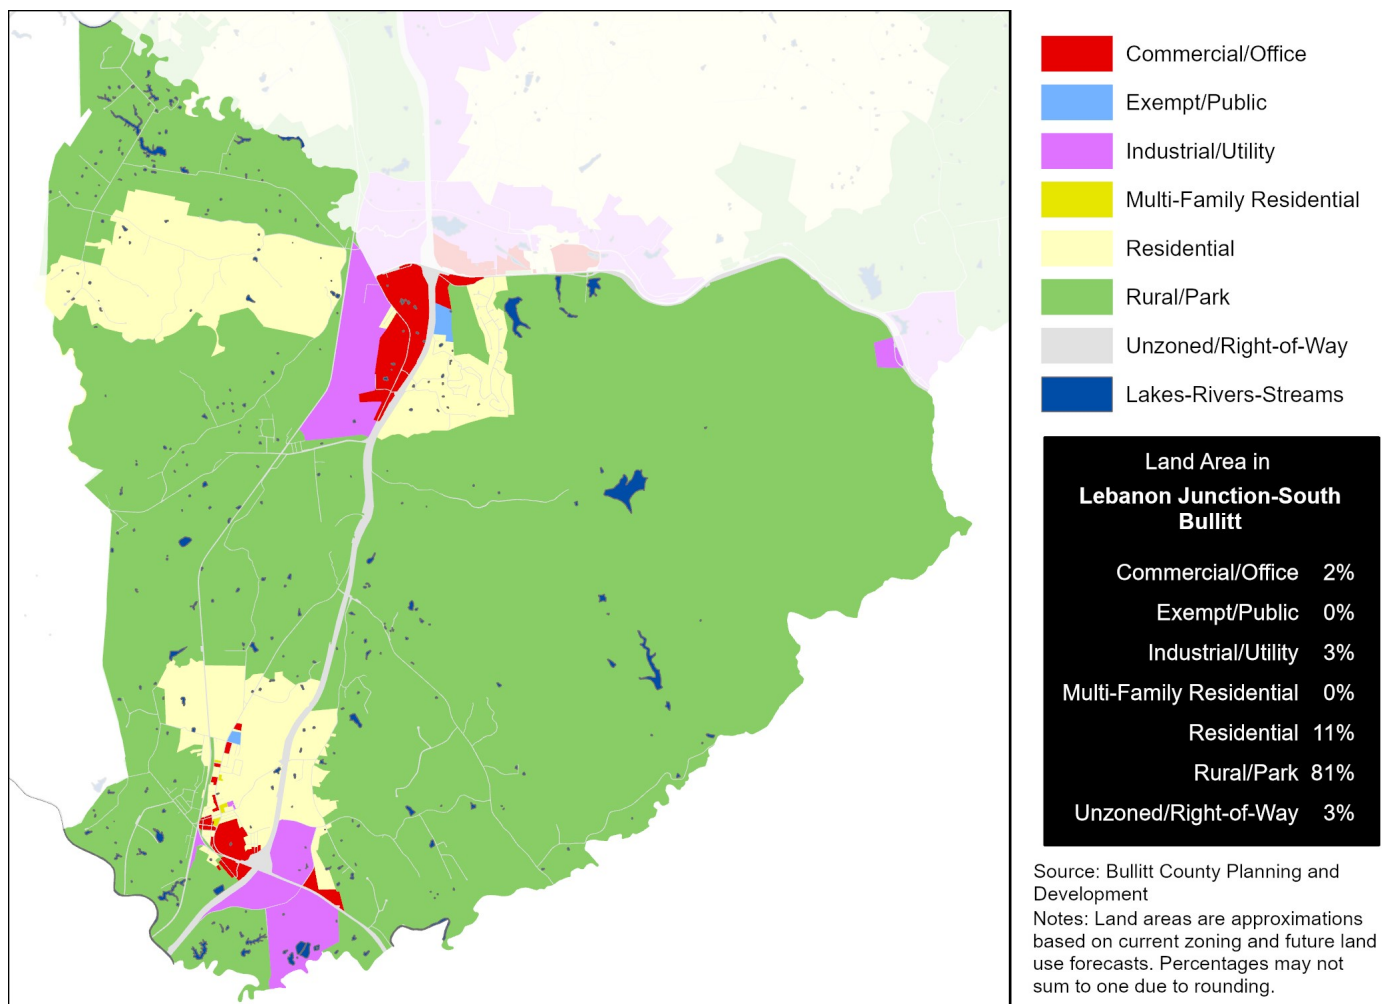 Commercial/Office
Exempt/Public
Industrial/Utility
Multi-Family Residential
Residential
Rural/Park
Unzoned/Right-of-Way
Lakes-Rivers-Streams
Land Area in
Lebanon Junction-South
Bullitt
Commercial/Office 2%
Exempt/Public 0%
Industrial/Utility 3%
Multi-Family Residential 0%
Residential 11%
Rural/Park 81%
Unzoned/Right-of-Way 3%
Source: Bullitt County Planning and
Development
Notes: Land areas are approximations
based on current zoning and future land
use forecasts. Percentages may not
sum to one due to rounding.